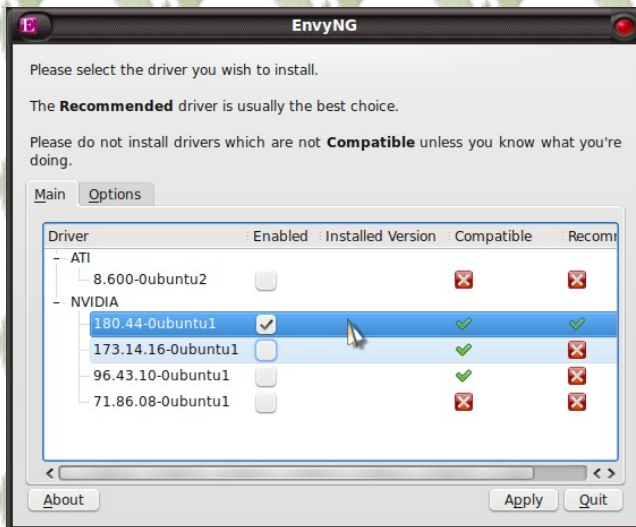 E
EnvyNG
Please select the driver you wish to install.
The Recommended driver is usually the best choice.
Please do not install drivers which are not Compatible unless you know what you're
doing.
Main Options
Driver Enabled Installed Version Compatible Recomm
ATI
8.600-0ubuntu2
NVIDIA
180.44-0ubuntu1
173.14.16-0ubuntu1
96.43.10-0ubuntu1
71.86.08-0ubuntu1
About Apply Quit